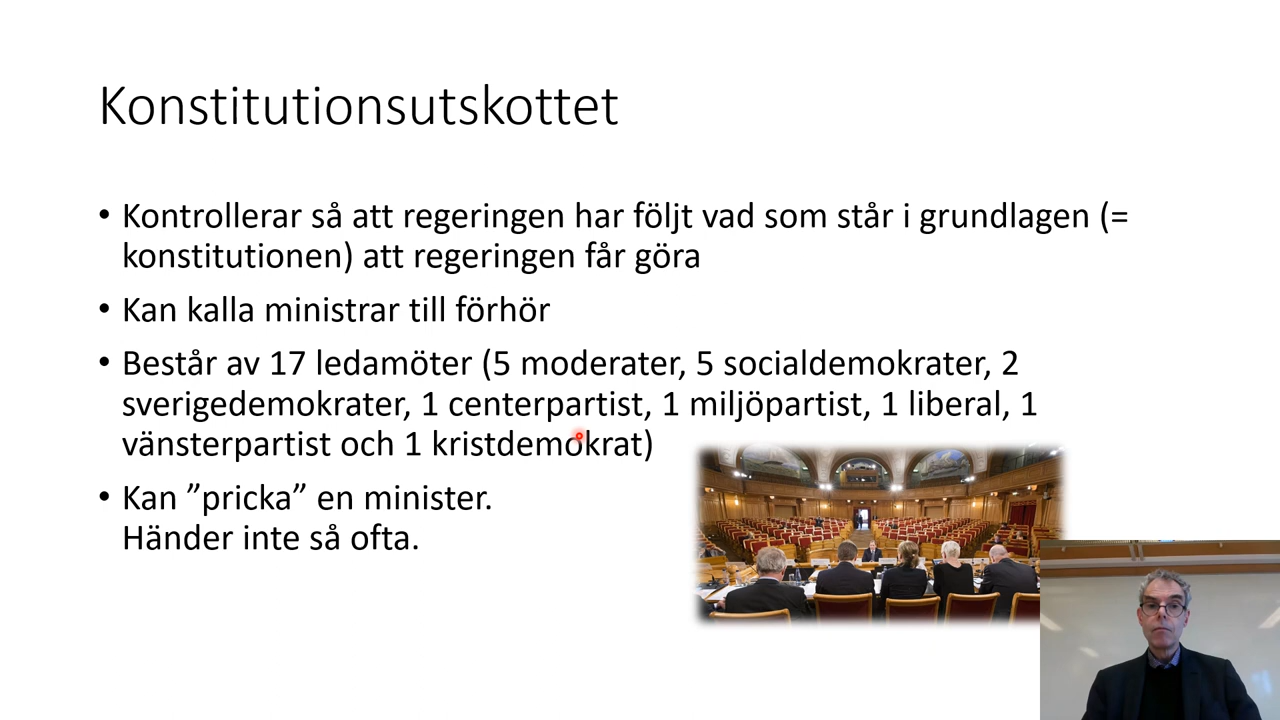 Konstitutionsutskottet
• Kontrollerar så att regeringen har följt vad som står i grundlagen (=
konstitutionen) att regeringen får göra
• Kan kalla ministrar till förhör
• Består av 17 ledamöter (5 moderater, 5 socialdemokrater, 2
sverigedemokrater, 1 centerpartist, 1 miljöpartist, 1 liberal, 1
vänsterpartist och 1 kristdemokrat)
• Kan ”pricka” en minister.
Händer inte så ofta.